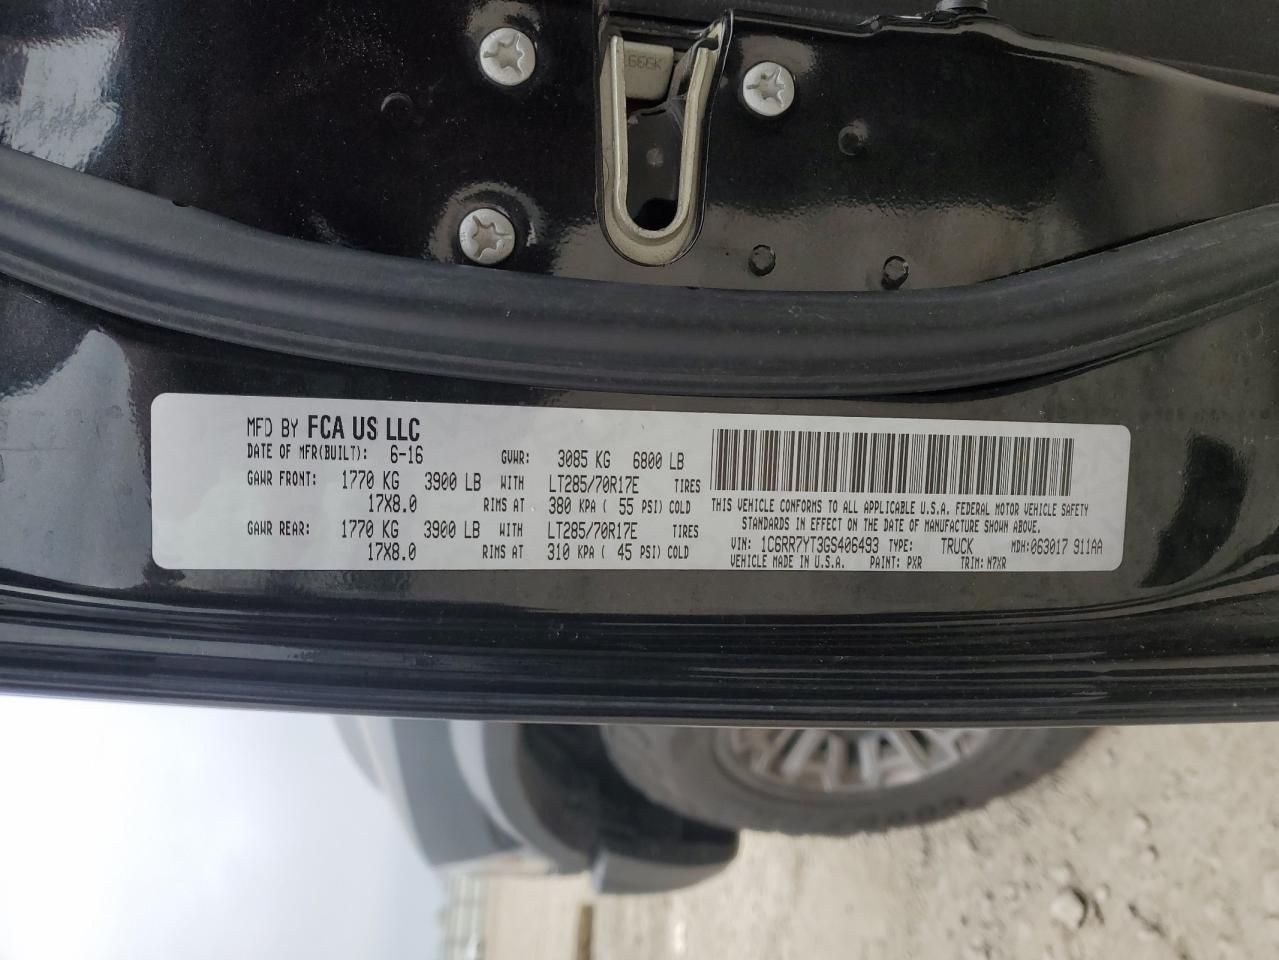 666K
MFD BY FCA US LLC
DATE OF MFR(BUILT): 6-16 GVWR: 3085 KG 6800 LB
GAWR FRONT: 1770 KG 3900 LB WITH LT285/70R17E TIRES
17X8.0 RIMS AT 380 KPA ( 55 PSI) COLD
GAWR REAR: 1770 KG 3900 LB WITH LT285/70R17E TIRES
17X8.0 RIMS AT 310 KPA ( 45 PSI) COLD
THIS VEHICLE CONFORMS TO ALL APPLICABLE U.S.A. FEDERAL MOTOR VEHICLE SAFETY
STANDARDS IN EFFECT ON THE DATE OF MANUFACTURE SHOWN ABOVE.
VIN: 1C6RR7YT3GS406493 TYPE: TRUCK MDH:063017 911AA
VEHICLE MADE IN U.S.A. PAINT: PXR TRIM: N7XR